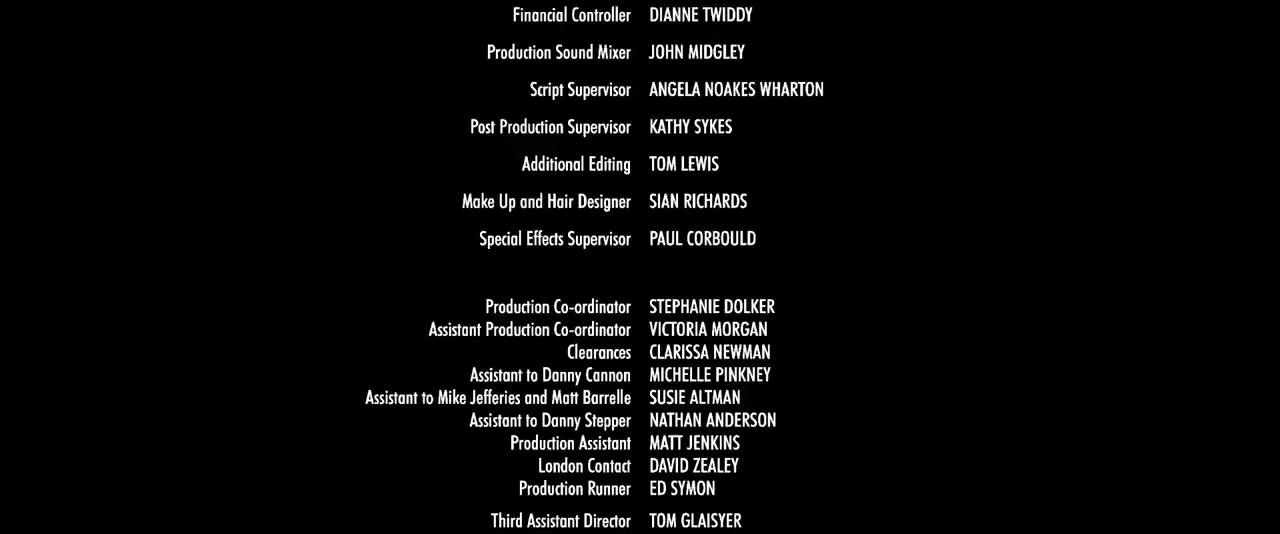 Financial Controller DIANNE TWIDDY
Production Sound Mixer JOHN MIDGLEY
Script Supervisor ANGELA NOAKES WHARTON
Post Production Supervisor KATHY SYKES
Additional Editing TOM LEWIS
Make Up and Hair Designer SIAN RICHARDS
Special Effects Supervisor PAUL CORBOULD
Production Co-ordinator STEPHANIE DOLKER
Assistant Production Co-ordinator VICTORIA MORGAN
Clearances CLARISSA NEWMAN
Assistant to Danny Cannon MICHELLE PINKNEY
Assistant to Mike Jefferies and Matt Barrelle SUSIE ALTMAN
Assistant to Danny Stepper NATHAN ANDERSON
Production Assistant MATT JENKINS
London Contact DAVID ZEALEY
Production Runner ED SYMON
Third Assistant Director TOM GLAISYER